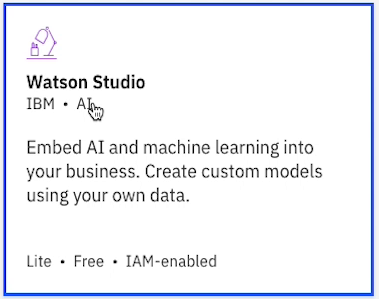 Watson Studio
IBM • AI
Embed AI and machine learning into
your business. Create custom models
using your own data.
Lite • Free • IAM-enabled